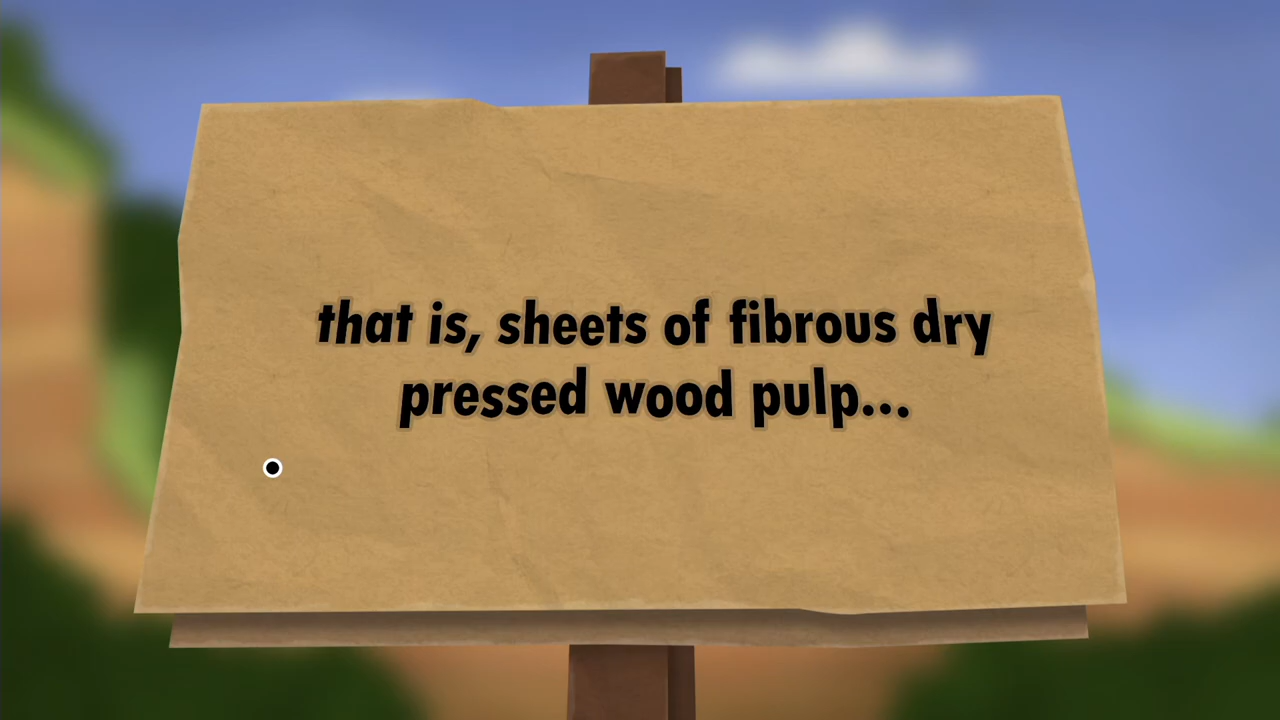 that is, sheets of fibrous dry
pressed wood pulp...